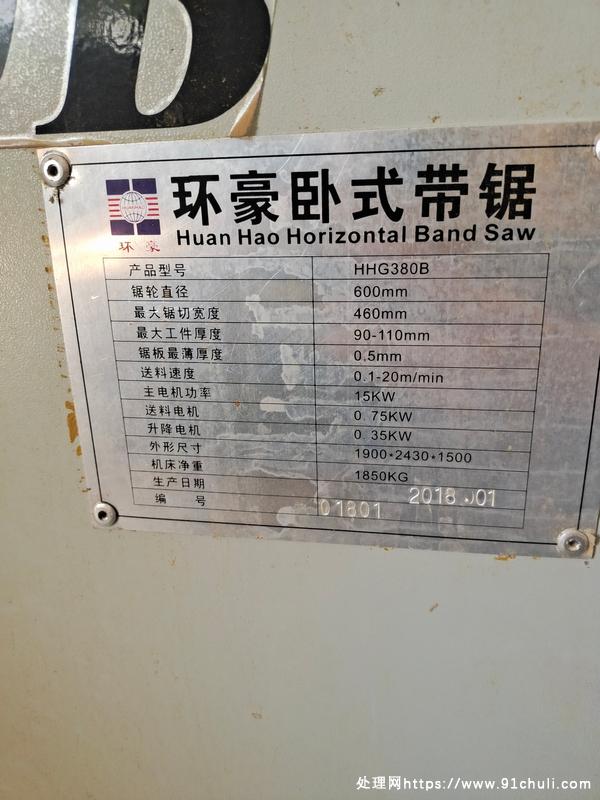 B
环豪卧式带锯
环豪
Huan Hao Horizontal Band Saw
产品型号 HHG380B
锯轮直径 600mm
最大锯切宽度 460mm
最大工件厚度 90-110mm
锯板最薄厚度 0.5mm
送料速度 0.1-20m/min
主电机功率 15KW
送料电机 0.75KW
升降电机 0.35KW
外形尺寸 1900*2430*1500
机床净重 1850KG
生产日期 2018.J01
编号 01801
处理网https://www.91chuli.com/